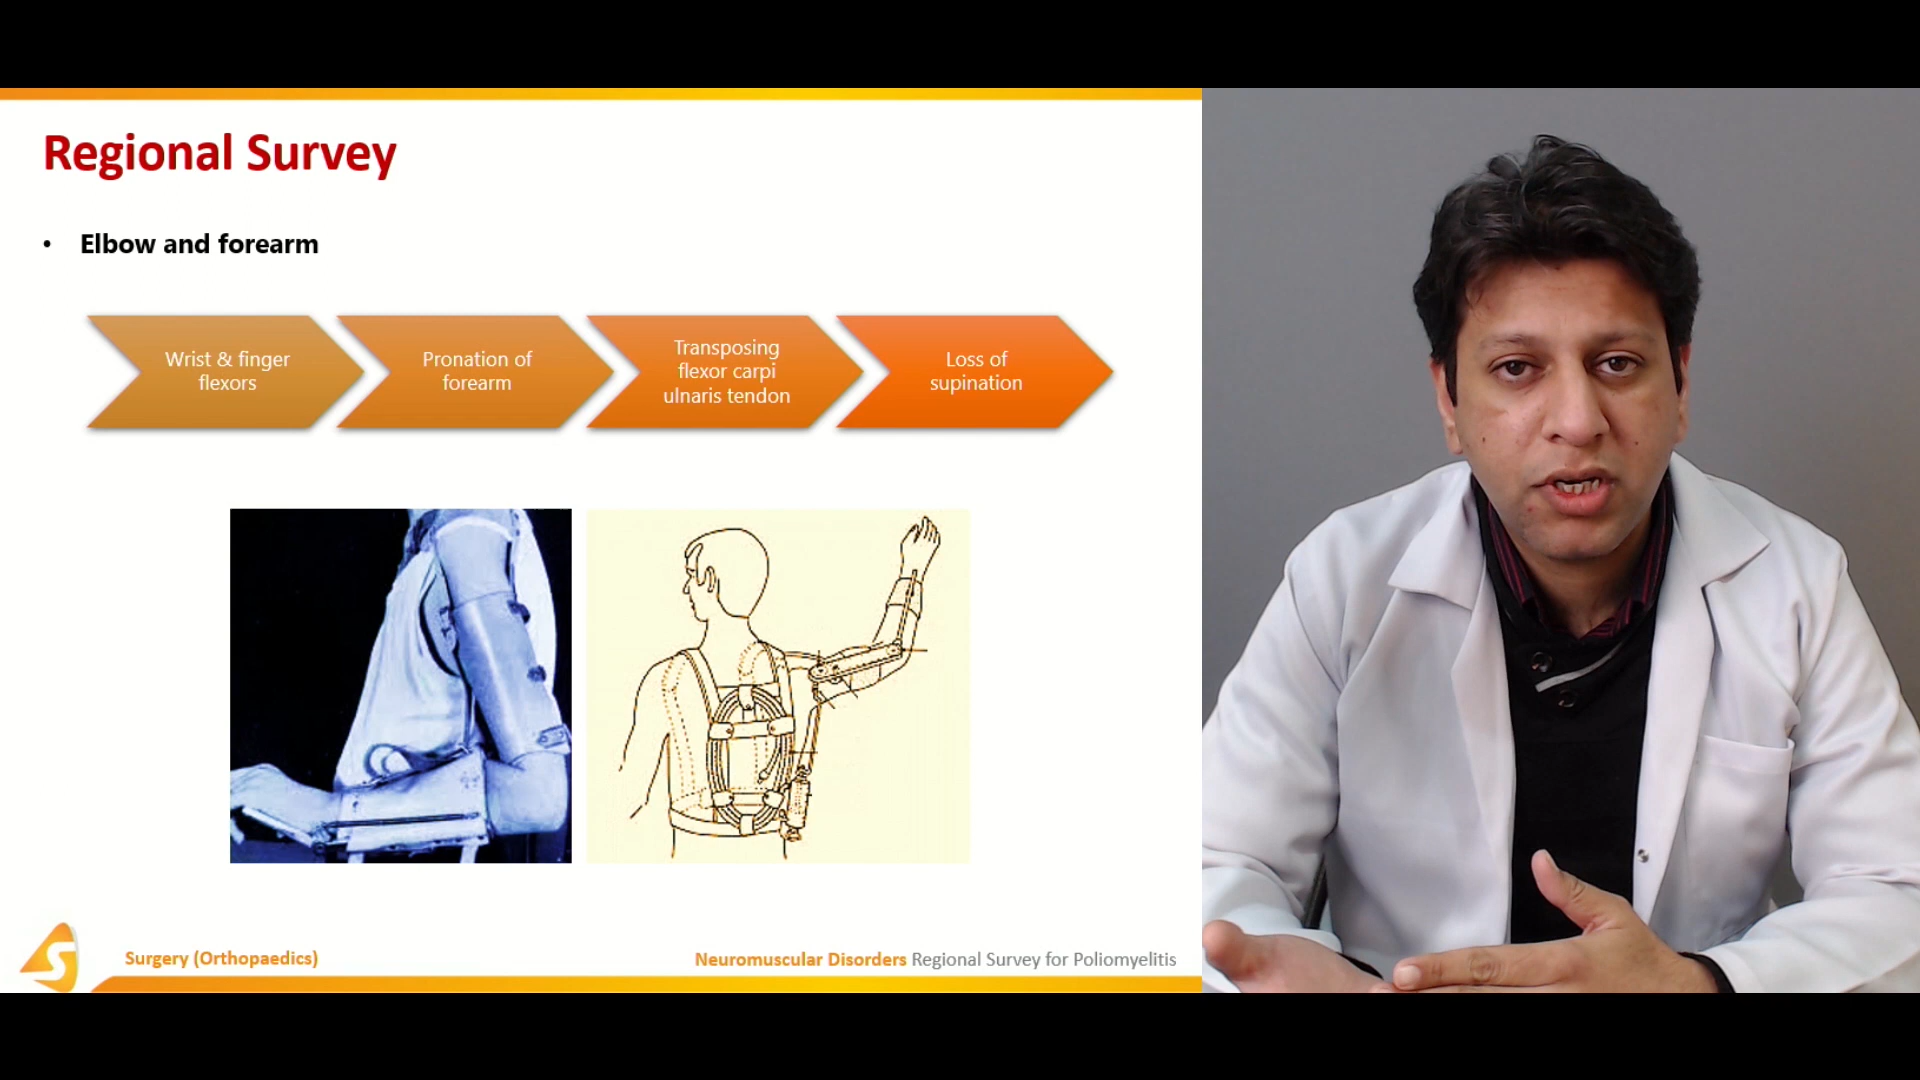 Regional Survey
• Elbow and forearm
Wrist & finger
flexors
Pronation of
forearm
Transposing
flexor carpi
ulnaris tendon
Loss of
supination
S
Surgery (Orthopaedics)
Neuromuscular Disorders Regional Survey for Poliomyelitis